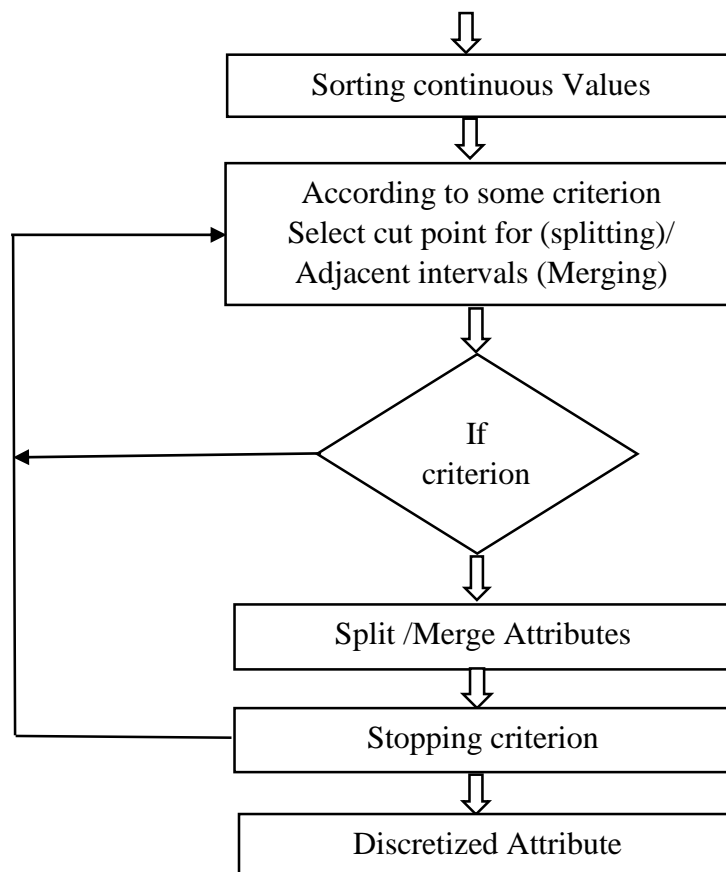 Sorting continuous Values
According to some criterion
Select cut point for (splitting)/
Adjacent intervals (Merging)
If
criterion
Split /Merge Attributes
Stopping criterion
Discretized Attribute